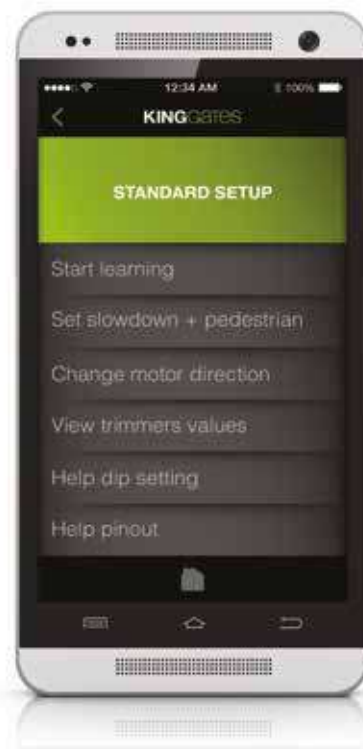 12:34 AM
100%
KINGGATES
STANDARD SETUP
Start learning
Set slowdown + pedestrian
Change motor direction
View trimmers values
Help dip setting
Help pinout